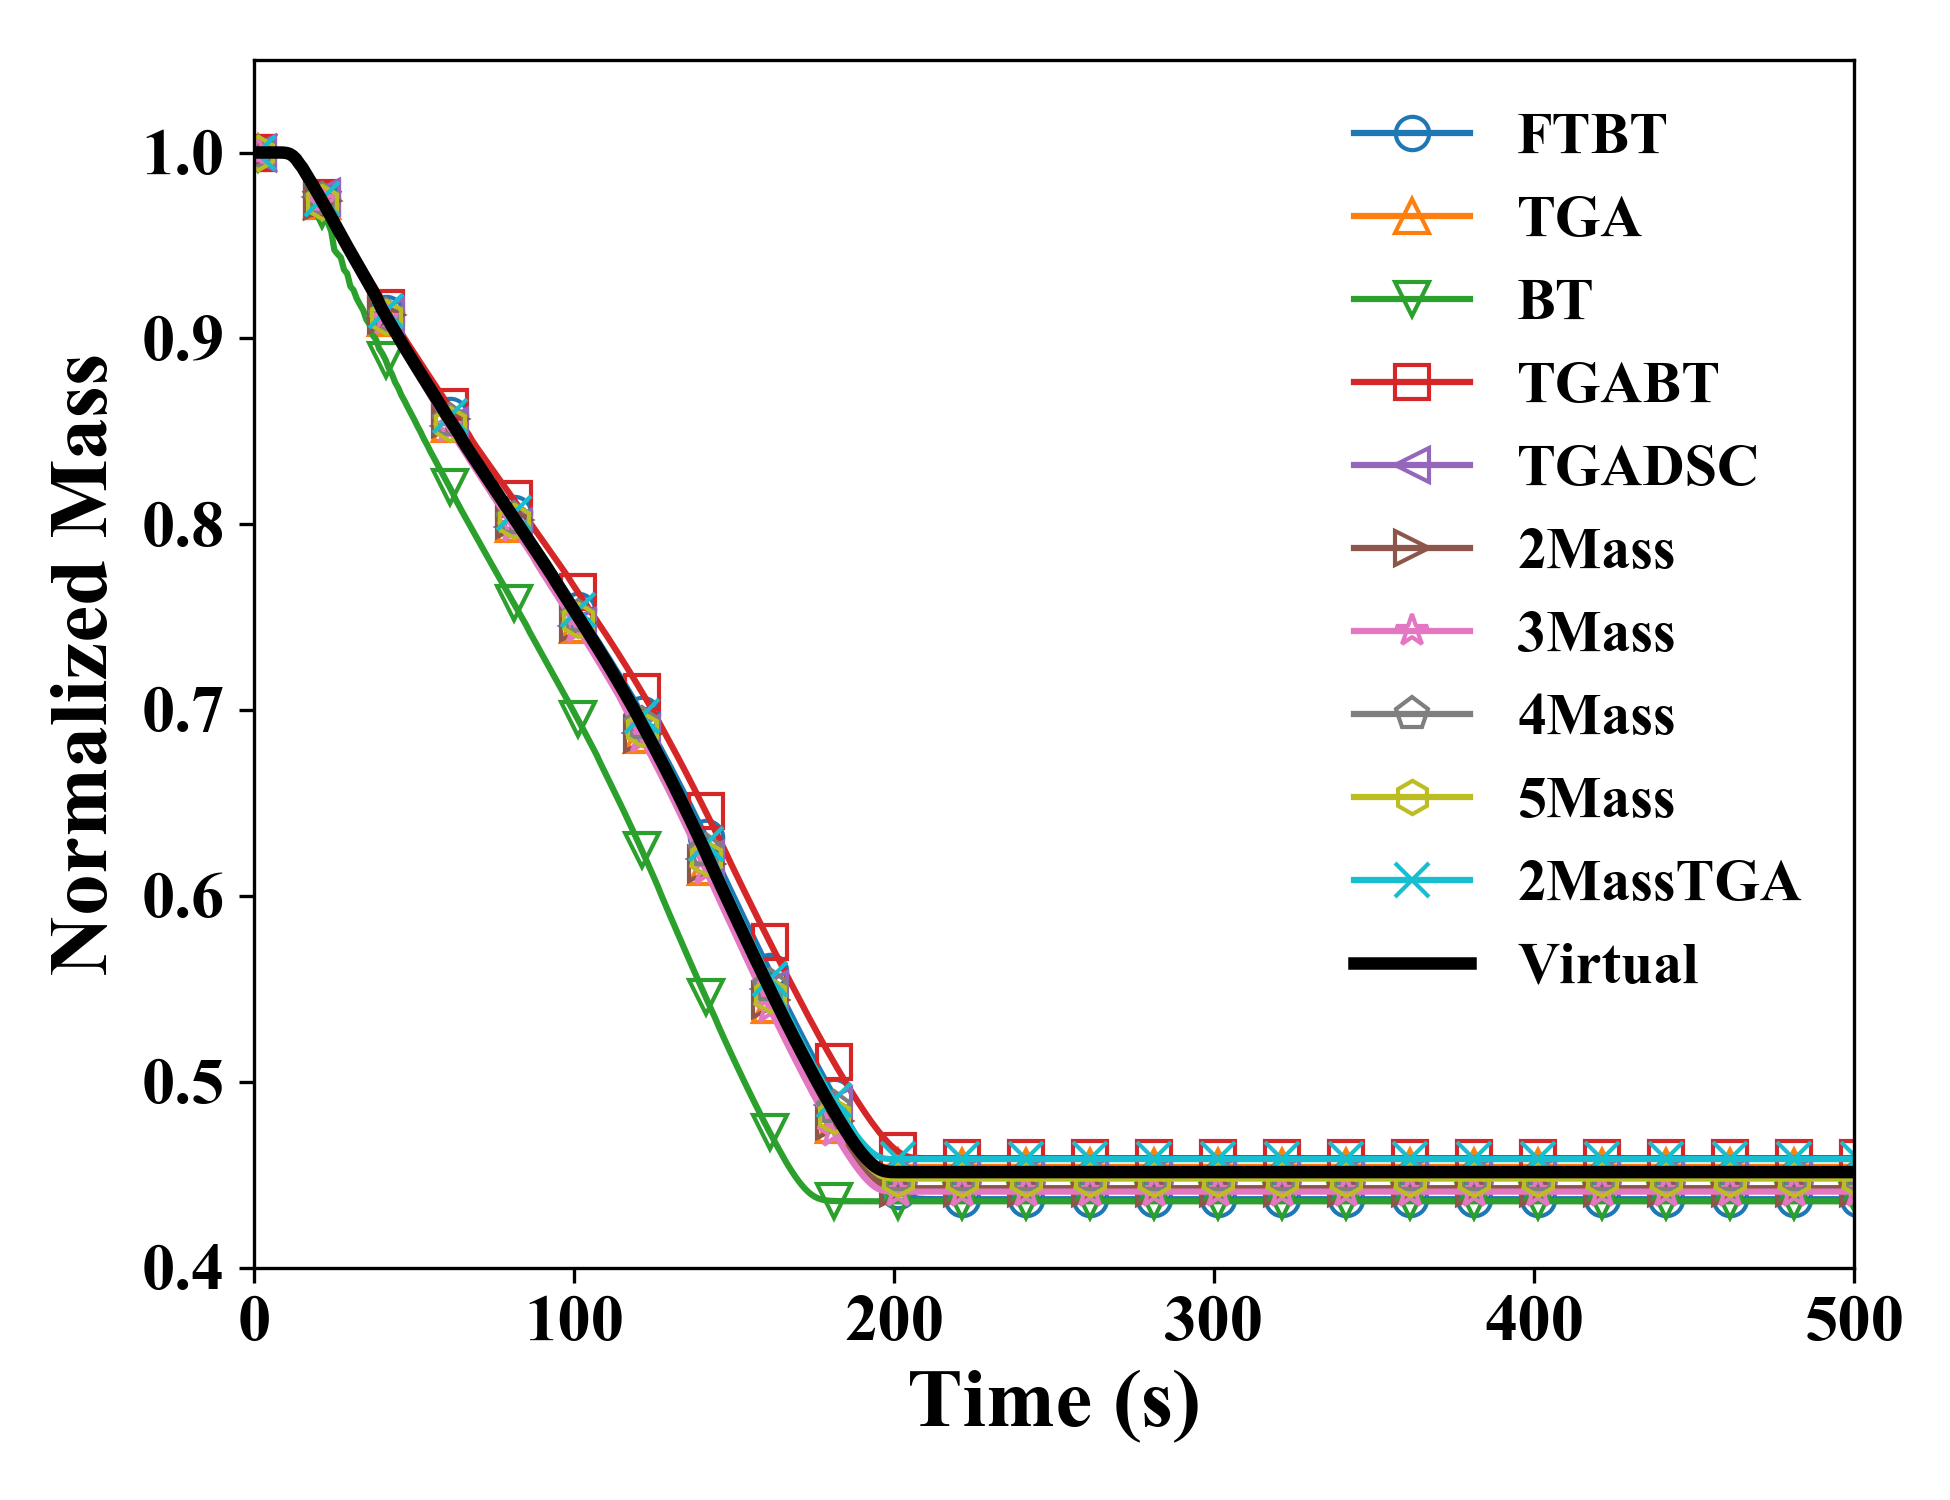 Normalized Mass
1.0
0.9
0.8
0.7
0.6
0.5
0.4
0
100
200
300
400
500
Time (s)
FTBT
TGA
BT
TGABT
TGADSC
2Mass
3Mass
4Mass
5Mass
2MassTGA
Virtual